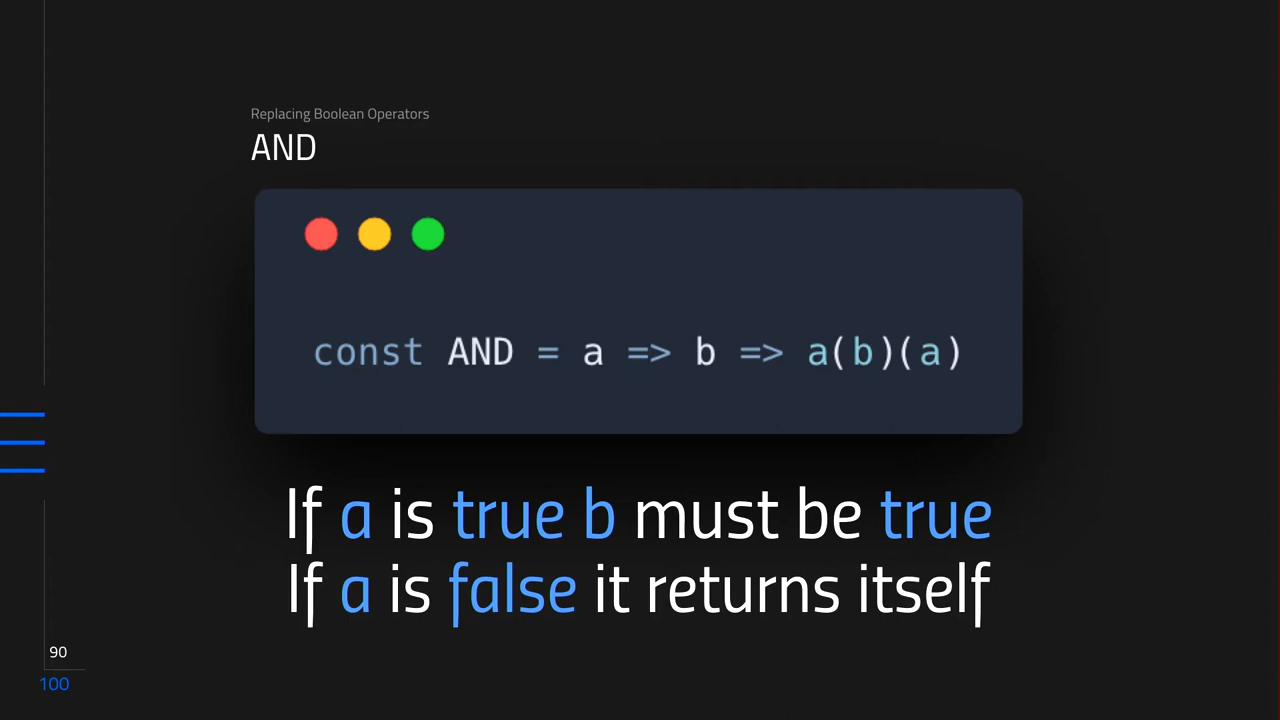 Replacing Boolean Operators
AND
const AND = a => b => a(b)(a)
If a is true b must be true
If a is false it returns itself
90
100